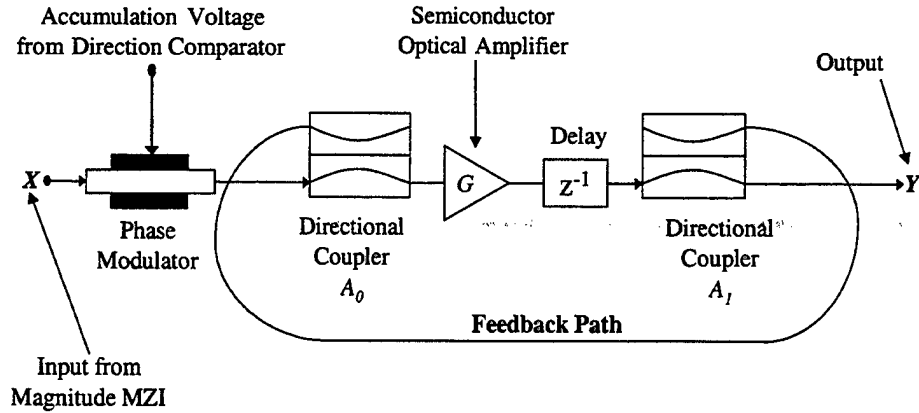 Accumulation Voltage
from Direction Comparator
Semiconductor
Optical Amplifier
Output
Delay
X
G
Z⁻¹
Y
Phase
Modulator
Directional
Coupler
A₀
Directional
Coupler
A₁
Feedback Path
Input from
Magnitude MZI